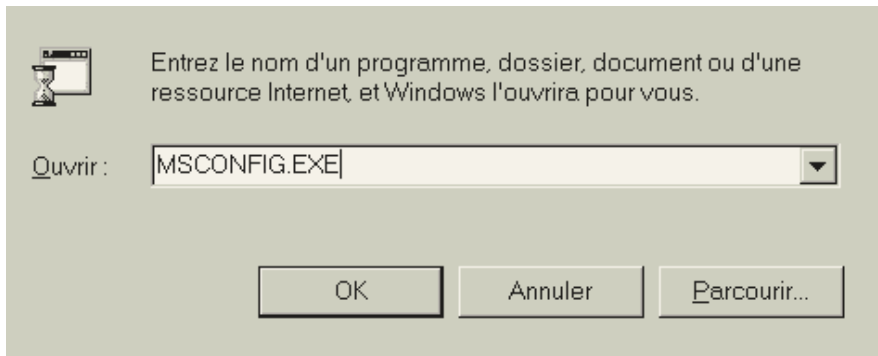 Entrez le nom d'un programme, dossier, document ou d'une
ressource Internet, et Windows l'ouvrira pour vous.
Ouvrir : MSCONFIG.EXE
OK Annuler Parcourir...